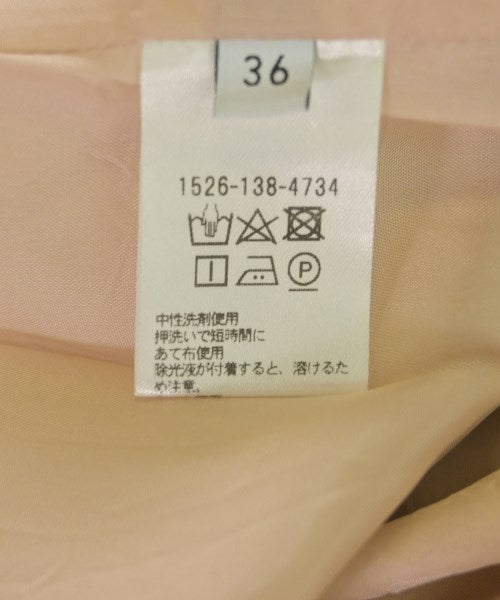 36
1526-138-4734
P
中性洗剤使用
押洗いで短時間に
あて布使用
除光液が付着すると、溶けるた
め注意。